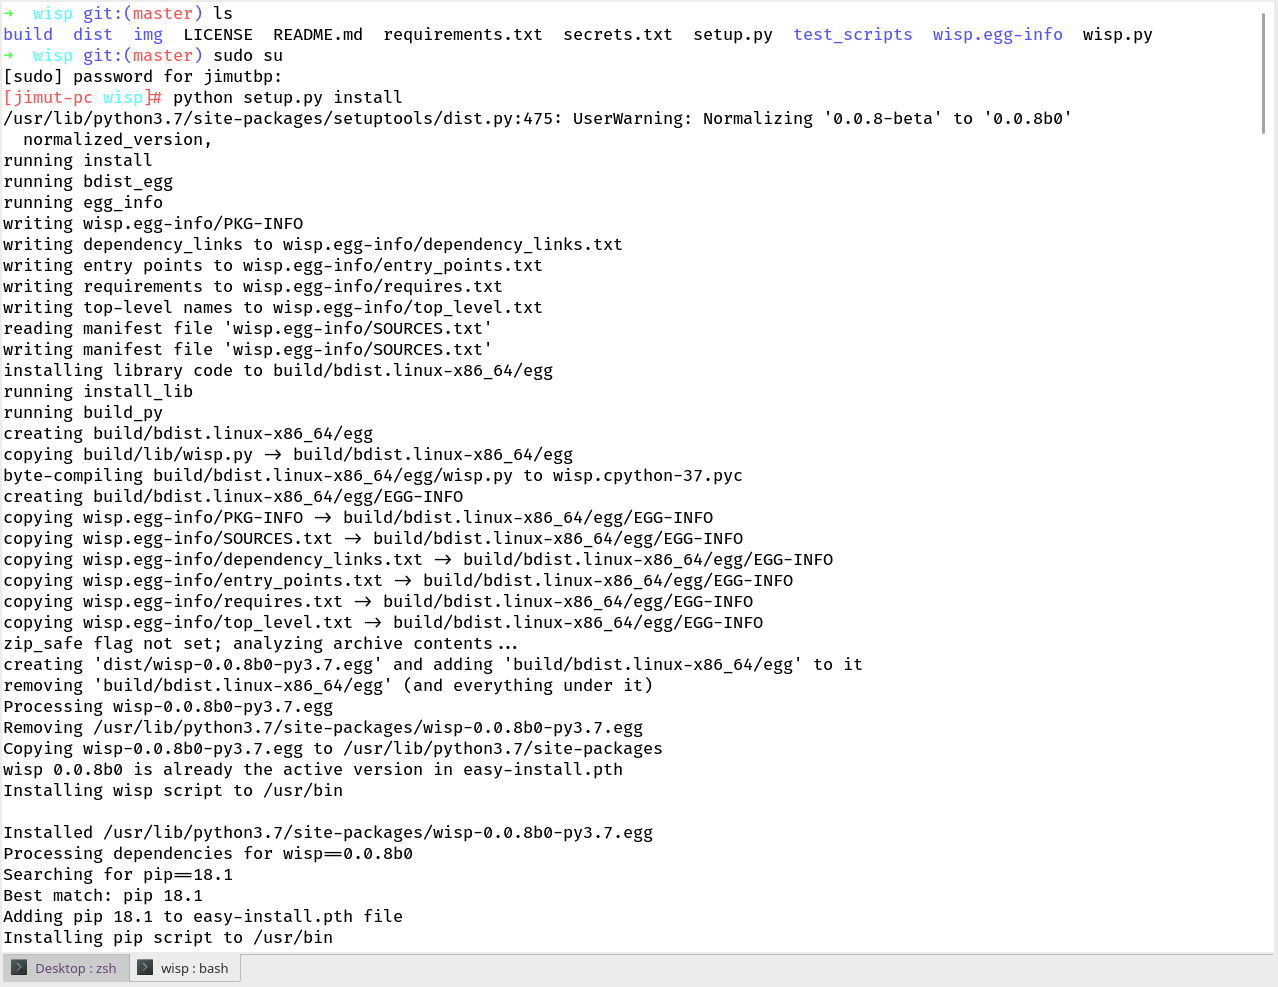 →  wisp git:(master) ls
build  dist  img  LICENSE  README.md  requirements.txt  secrets.txt  setup.py  test_scripts  wisp.egg-info  wisp.py
→  wisp git:(master) sudo su
[sudo] password for jimutbp:
[jimut-pc wisp]# python setup.py install
/usr/lib/python3.7/site-packages/setuptools/dist.py:475: UserWarning: Normalizing '0.0.8-beta' to '0.0.8b0'
  normalized_version,
running install
running bdist_egg
running egg_info
writing wisp.egg-info/PKG-INFO
writing dependency_links to wisp.egg-info/dependency_links.txt
writing entry points to wisp.egg-info/entry_points.txt
writing requirements to wisp.egg-info/requires.txt
writing top-level names to wisp.egg-info/top_level.txt
reading manifest file 'wisp.egg-info/SOURCES.txt'
writing manifest file 'wisp.egg-info/SOURCES.txt'
installing library code to build/bdist.linux-x86_64/egg
running install_lib
running build_py
creating build/bdist.linux-x86_64/egg
copying build/lib/wisp.py -> build/bdist.linux-x86_64/egg
byte-compiling build/bdist.linux-x86_64/egg/wisp.py to wisp.cpython-37.pyc
creating build/bdist.linux-x86_64/egg/EGG-INFO
copying wisp.egg-info/PKG-INFO -> build/bdist.linux-x86_64/egg/EGG-INFO
copying wisp.egg-info/SOURCES.txt -> build/bdist.linux-x86_64/egg/EGG-INFO
copying wisp.egg-info/dependency_links.txt -> build/bdist.linux-x86_64/egg/EGG-INFO
copying wisp.egg-info/entry_points.txt -> build/bdist.linux-x86_64/egg/EGG-INFO
copying wisp.egg-info/requires.txt -> build/bdist.linux-x86_64/egg/EGG-INFO
copying wisp.egg-info/top_level.txt -> build/bdist.linux-x86_64/egg/EGG-INFO
zip_safe flag not set; analyzing archive contents...
creating 'dist/wisp-0.0.8b0-py3.7.egg' and adding 'build/bdist.linux-x86_64/egg' to it
removing 'build/bdist.linux-x86_64/egg' (and everything under it)
Processing wisp-0.0.8b0-py3.7.egg
Removing /usr/lib/python3.7/site-packages/wisp-0.0.8b0-py3.7.egg
Copying wisp-0.0.8b0-py3.7.egg to /usr/lib/python3.7/site-packages
wisp 0.0.8b0 is already the active version in easy-install.pth
Installing wisp script to /usr/bin

Installed /usr/lib/python3.7/site-packages/wisp-0.0.8b0-py3.7.egg
Processing dependencies for wisp==0.0.8b0
Searching for pip==18.1
Best match: pip 18.1
Adding pip 18.1 to easy-install.pth file
Installing pip script to /usr/bin
Desktop : zsh  wisp : bash